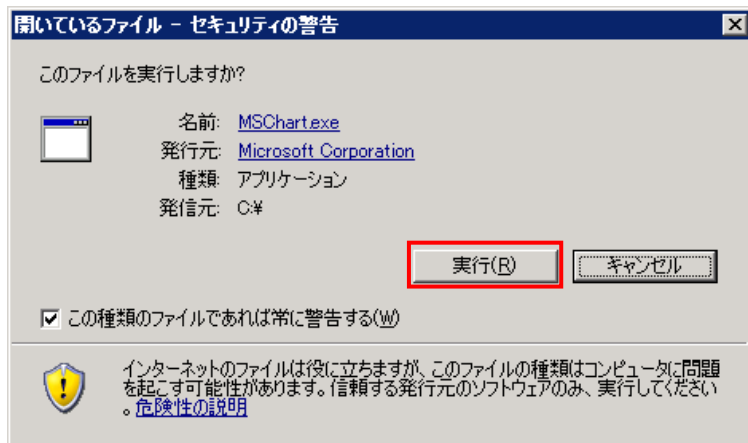 開いているファイル - セキュリティの警告
このファイルを実行しますか?
名前: MSChart.exe
発行元: Microsoft Corporation
種類: アプリケーション
発信元: C:¥
実行(R) キャンセル
この種類のファイルであれば常に警告する(W)
インターネットのファイルは役に立ちますが、このファイルの種類はコンピュータに問題
を起こす可能性があります。信頼する発行元のソフトウェアのみ、実行してください
。危険性の説明